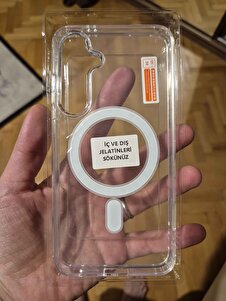 İÇ VE DIŞ
JELATİNLERİ
SÖKÜNÜZ